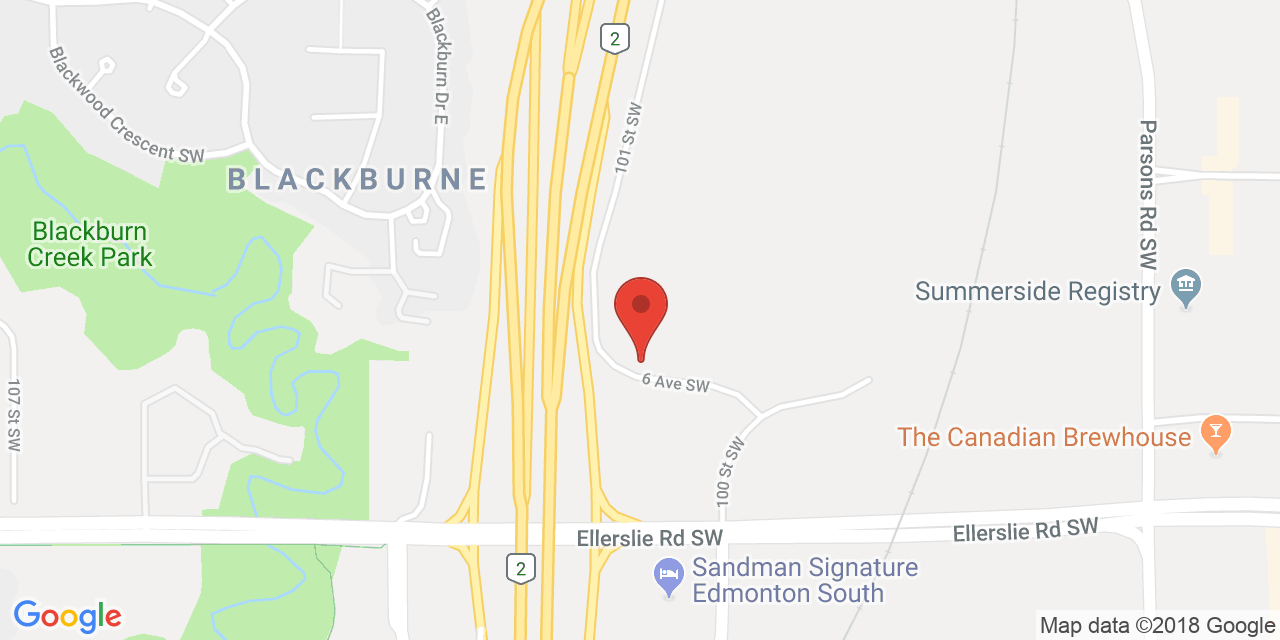 2
Blackburn Dr E
Blackwood Crescent SW
101 St SW
Parsons Rd SW
BLACKBURNE
Blackburn
Creek Park
Summerside Registry
6 Ave SW
107 St SW
The Canadian Brewhouse
100 St SW
Ellerslie Rd SW
Ellerslie Rd SW
2
Sandman Signature
Edmonton South
Google
Map data ©2018 Google